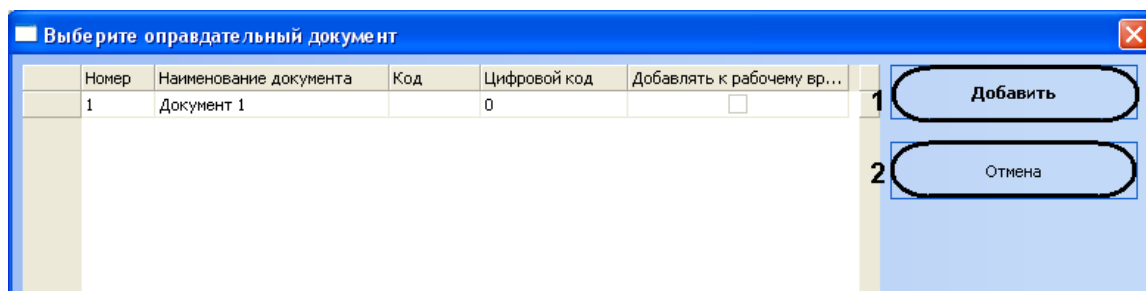 Выберите оправдательный документ
Номер Наименование документа Код Цифровой код Добавлять к рабочему вр...
1 Документ 1 0
1 Добавить
2 Отмена